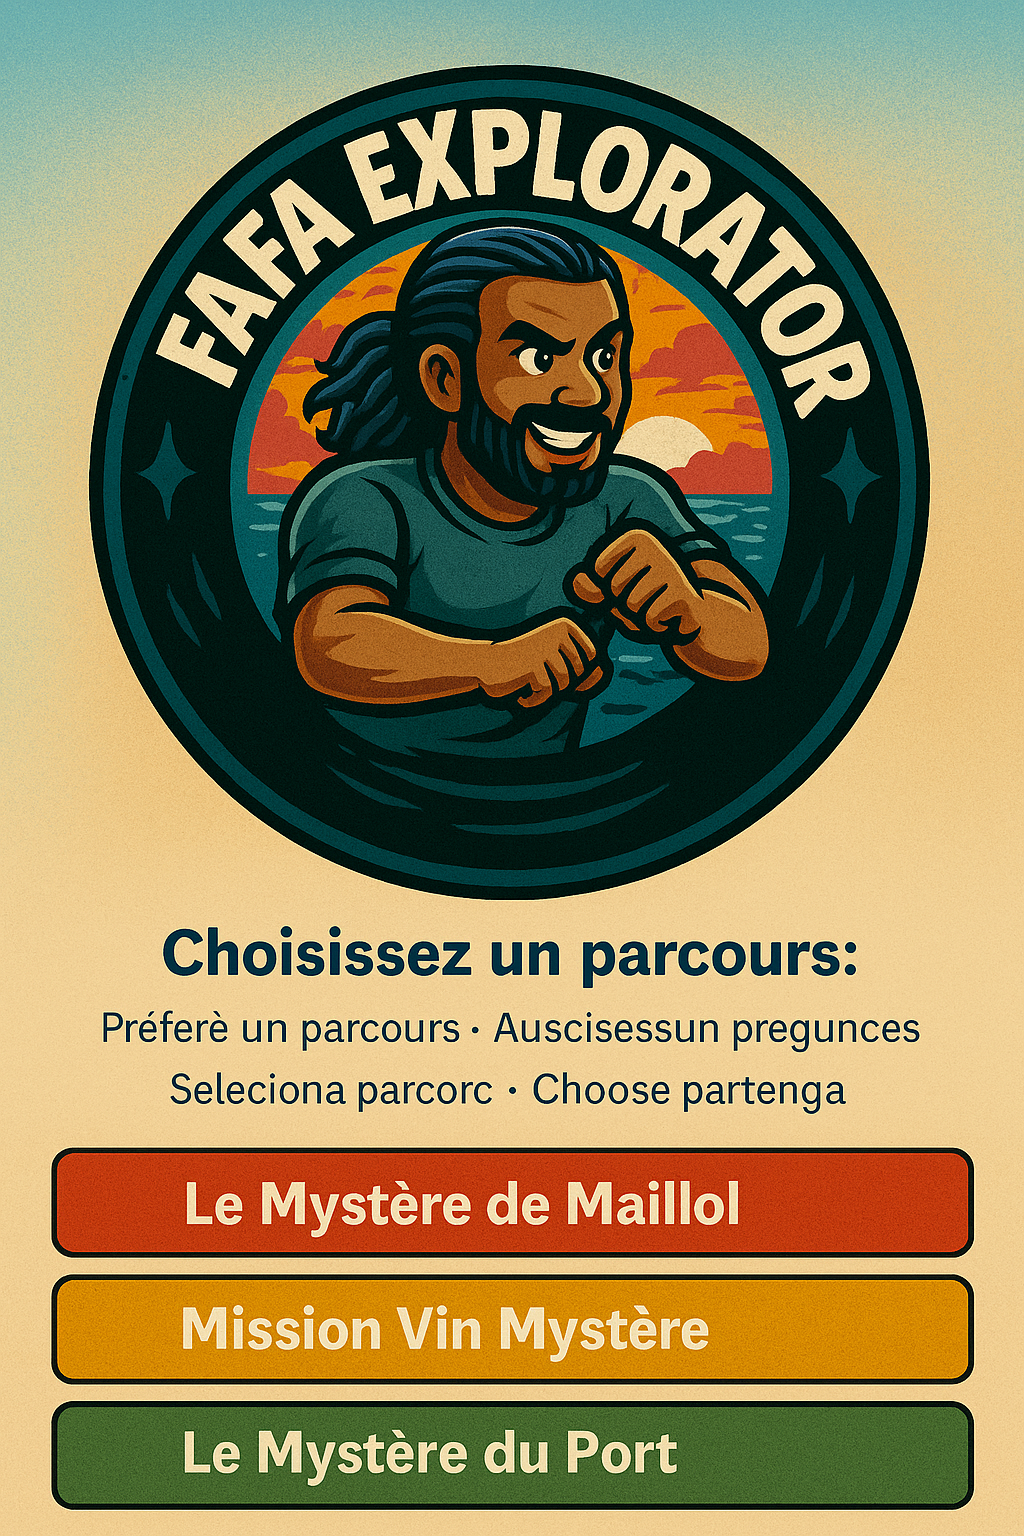 FAFA EXPLORATOR
Choisissez un parcours:
Préferè un parcours · Auscisessun pregunces
Seleciona parcorc · Choose partenga
Le Mystère de Maillol
Mission Vin Mystère
Le Mystère du Port